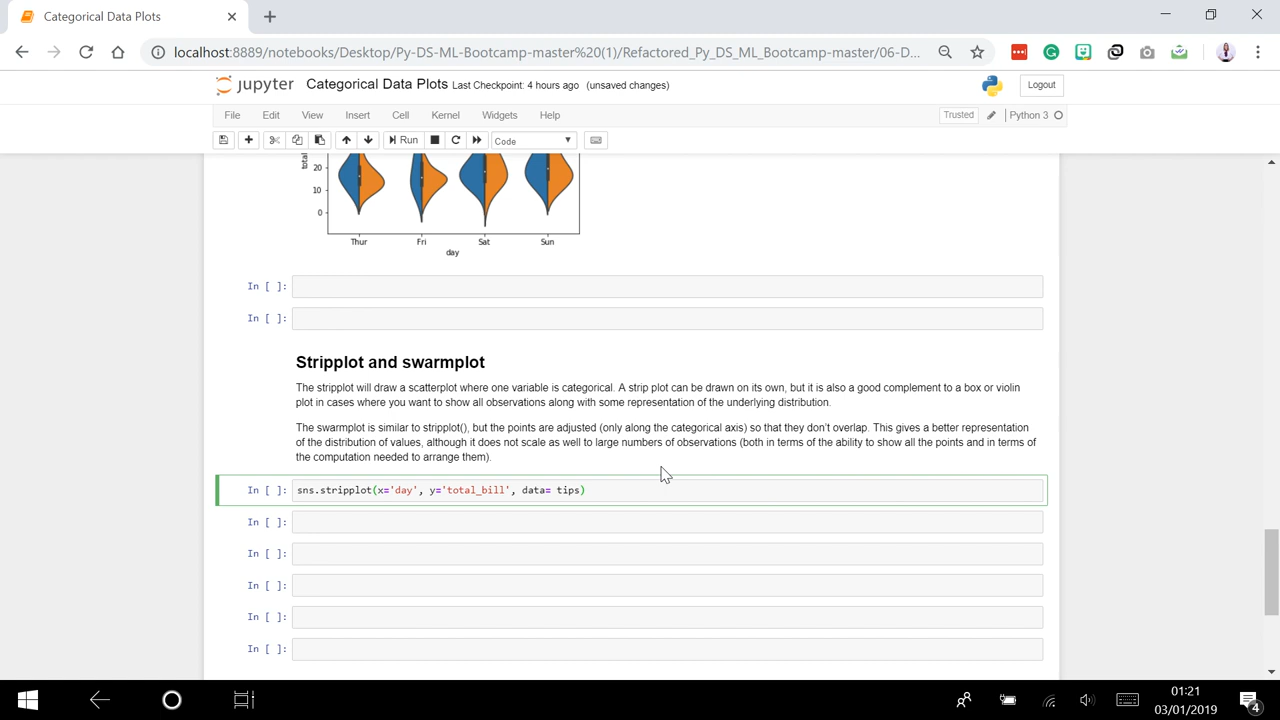 Categorical Data Plots
localhost:8889/notebooks/Desktop/Py-DS-ML-Bootcamp-master%20(1)/Refactored_Py_DS_ML_Bootcamp-master/06-D...
jupyter Categorical Data Plots Last Checkpoint: 4 hours ago (unsaved changes) Logout
File Edit View Insert Cell Kernel Widgets Help Trusted Python 3
Run Code
total
20
10
0
Thur Fri Sat Sun
day
In [ ]:
In [ ]:
Stripplot and swarmplot
The stripplot will draw a scatterplot where one variable is categorical. A strip plot can be drawn on its own, but it is also a good complement to a box or violin
plot in cases where you want to show all observations along with some representation of the underlying distribution.
The swarmplot is similar to stripplot(), but the points are adjusted (only along the categorical axis) so that they don't overlap. This gives a better representation
of the distribution of values, although it does not scale as well to large numbers of observations (both in terms of the ability to show all the points and in terms of
the computation needed to arrange them).
In [ ]: sns.stripplot(x='day', y='total_bill', data= tips)
In [ ]:
In [ ]:
In [ ]:
In [ ]:
In [ ]:
01:21
03/01/2019
4